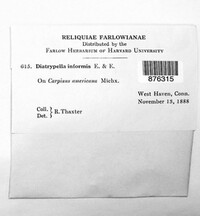 RELIQUIAE FARLOWIANAE
Distributed by the
FARLOW HERBARIUM OF HARVARD UNIVERSITY
615. Diatrypella informis E. & E.
876315
On Carpinus americana Michx.
West Haven, Conn.
November 13, 1888
Coll. } R. Thaxter
Det.